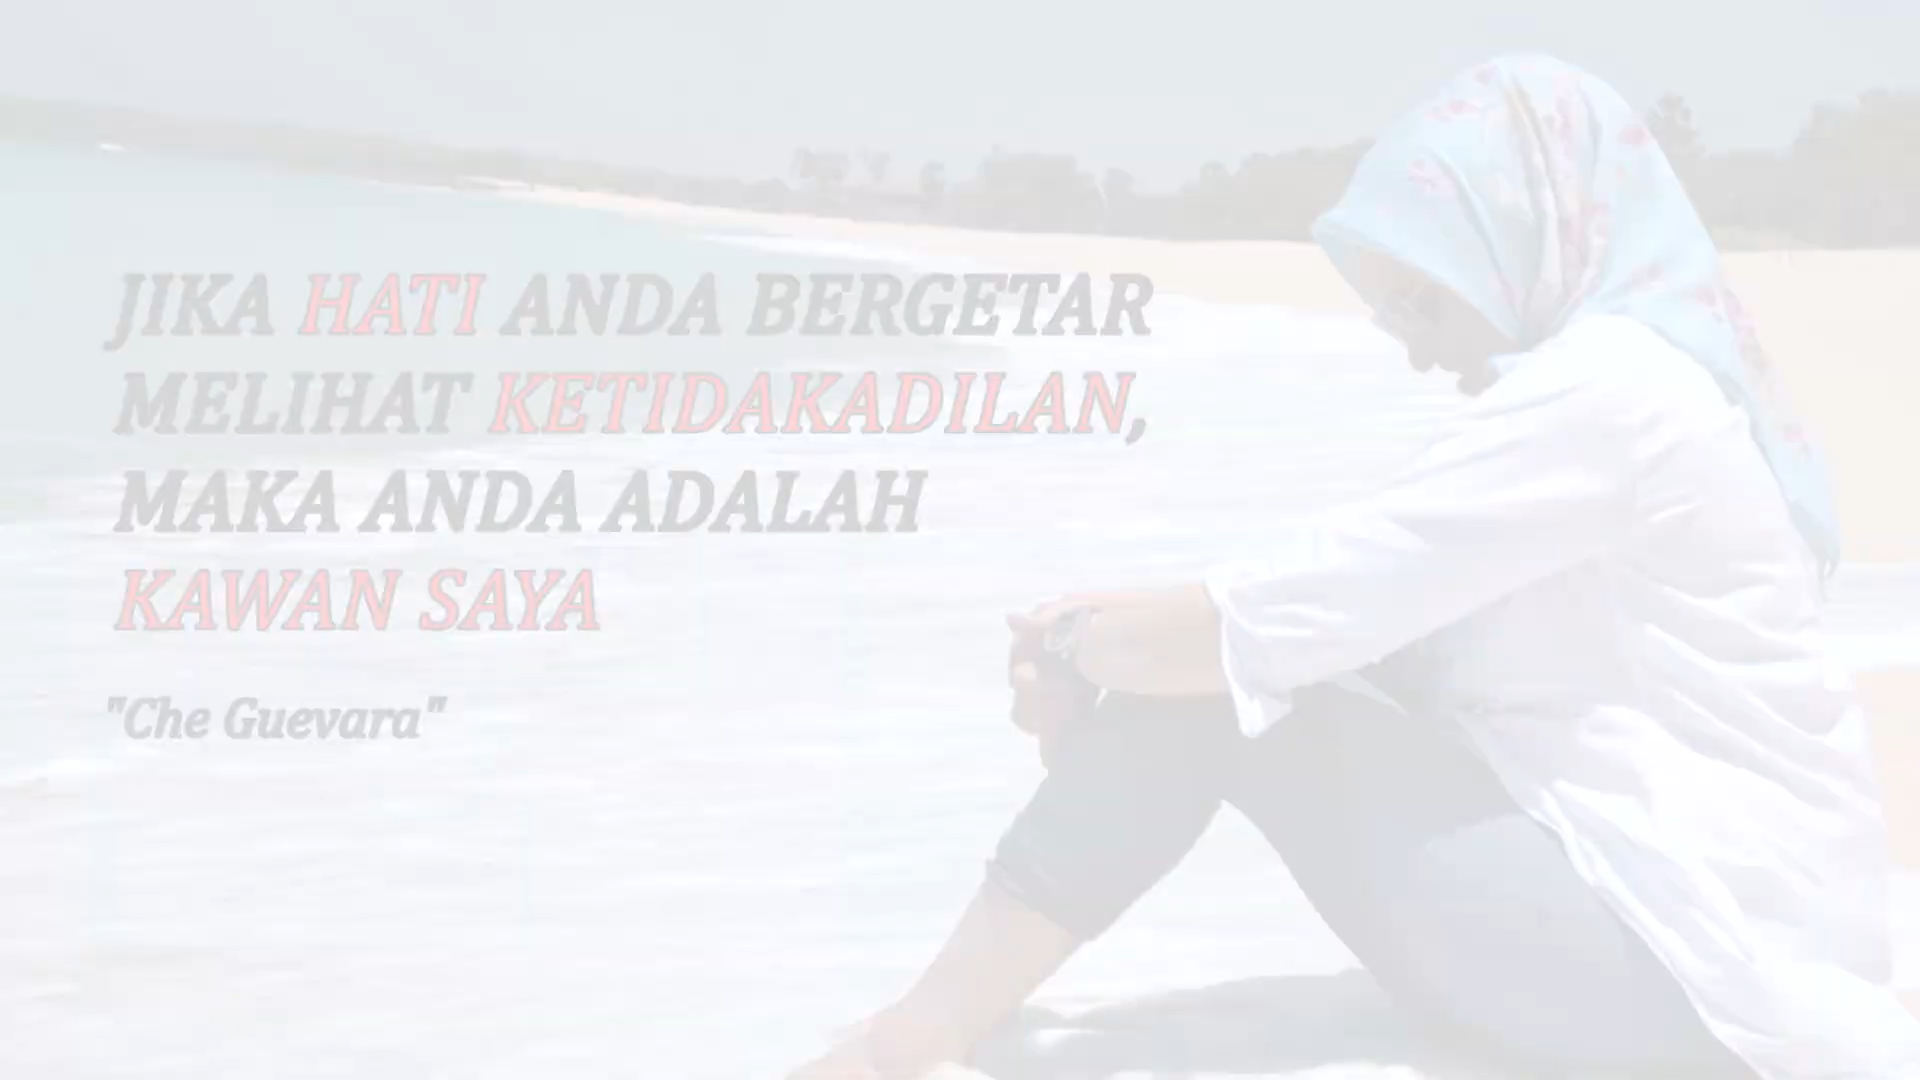 JIKA HATI ANDA BERGETAR
MELIHAT KETIDAKADILAN,
MAKA ANDA ADALAH
KAWAN SAYA
"Che Guevara"